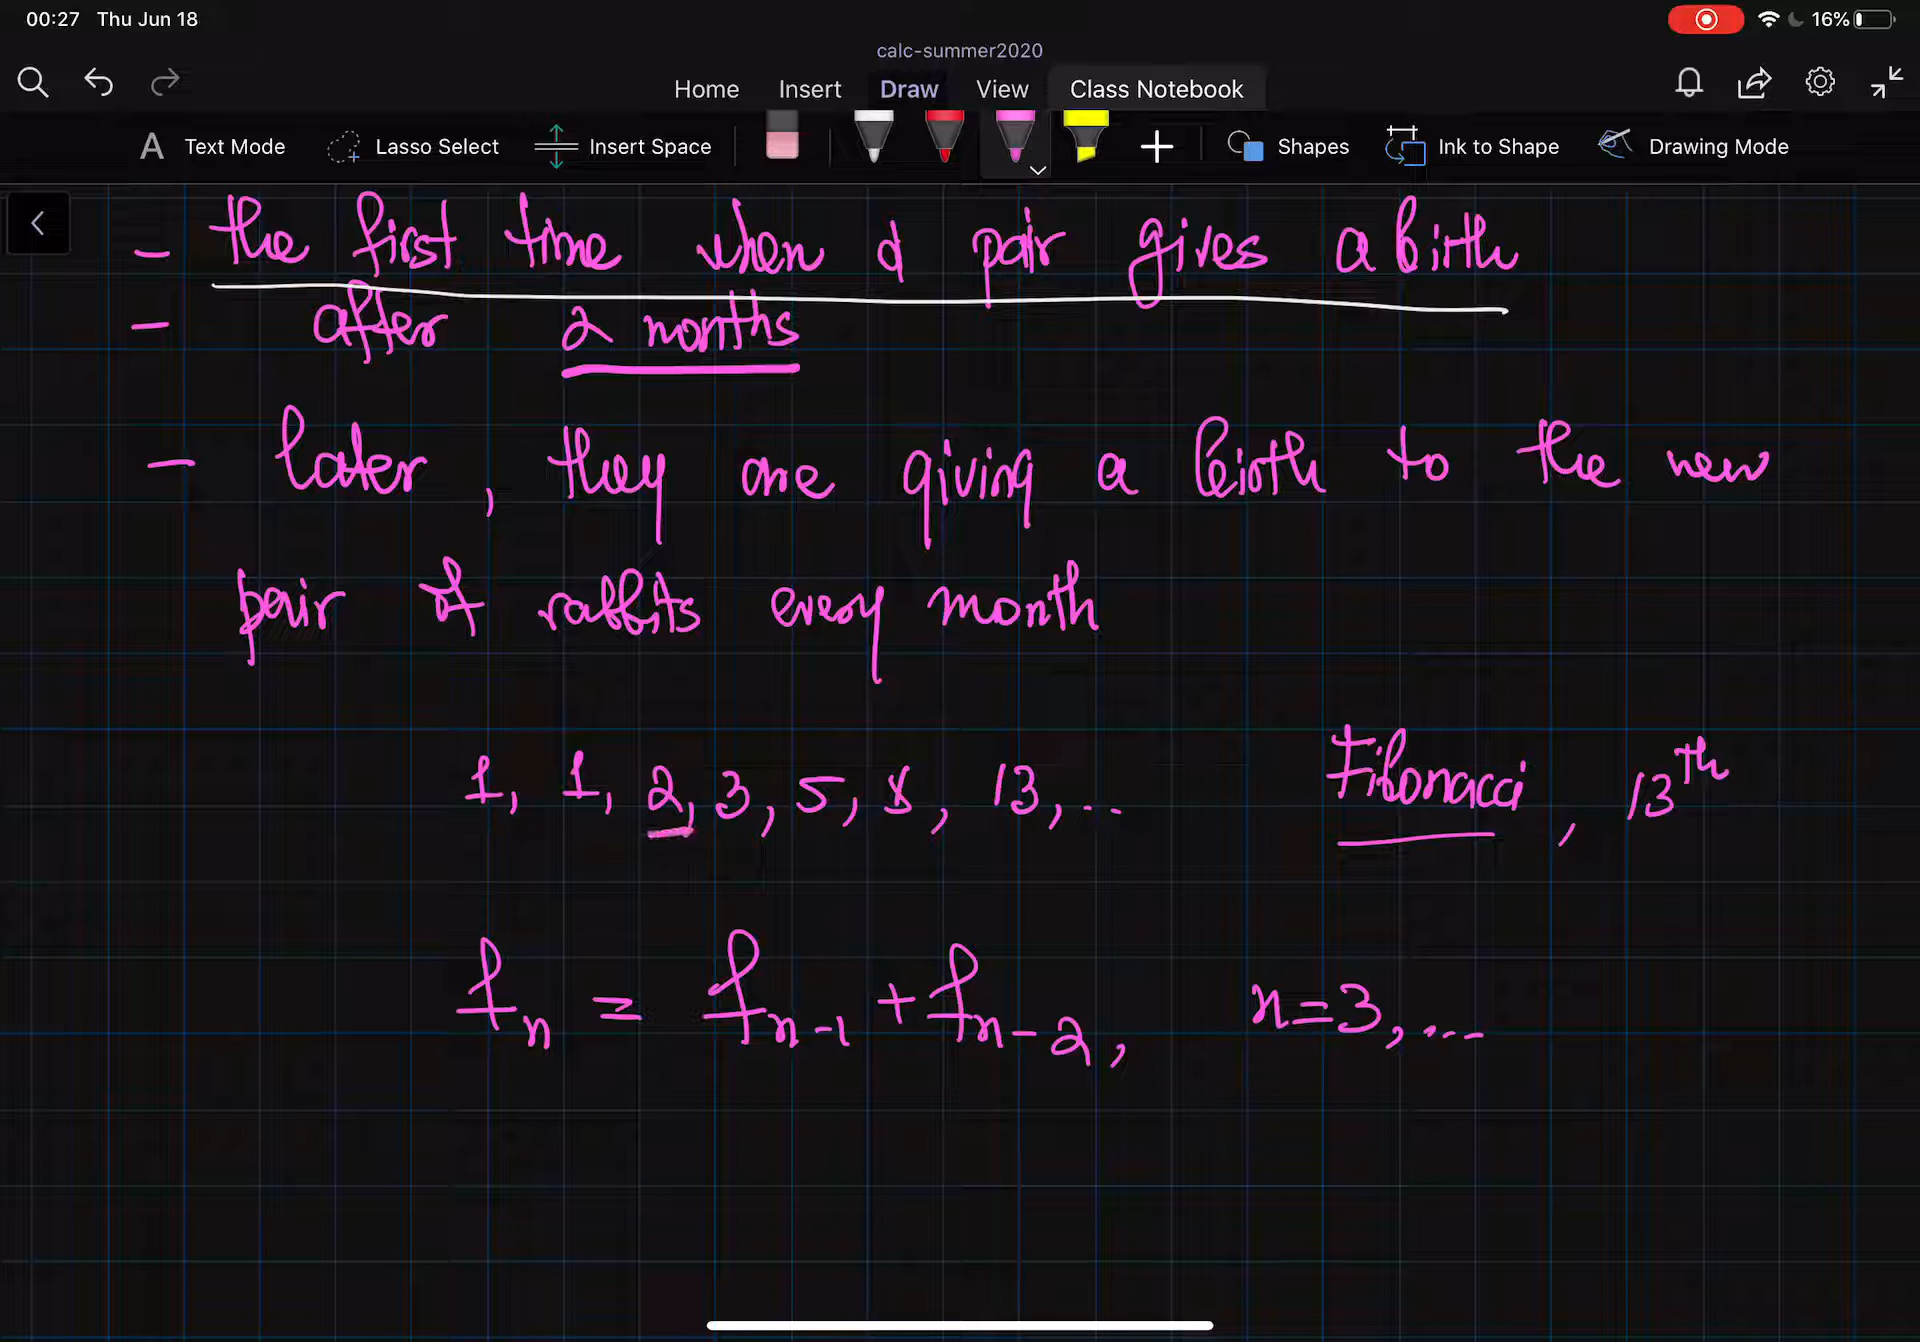 00:27 Thu Jun 18 16%
calc-summer2020
Home Insert Draw View Class Notebook
A Text Mode Lasso Select Insert Space Shapes Ink to Shape Drawing Mode
- the first time when a pair gives a birth
- after 2 months
- later, they are giving a birth to the new
pair of rabbits every month
1, 1, 2, 3, 5, 8, 13, .. Fibonacci, 13th
fn = fn-1 + fn-2, n=3, ...